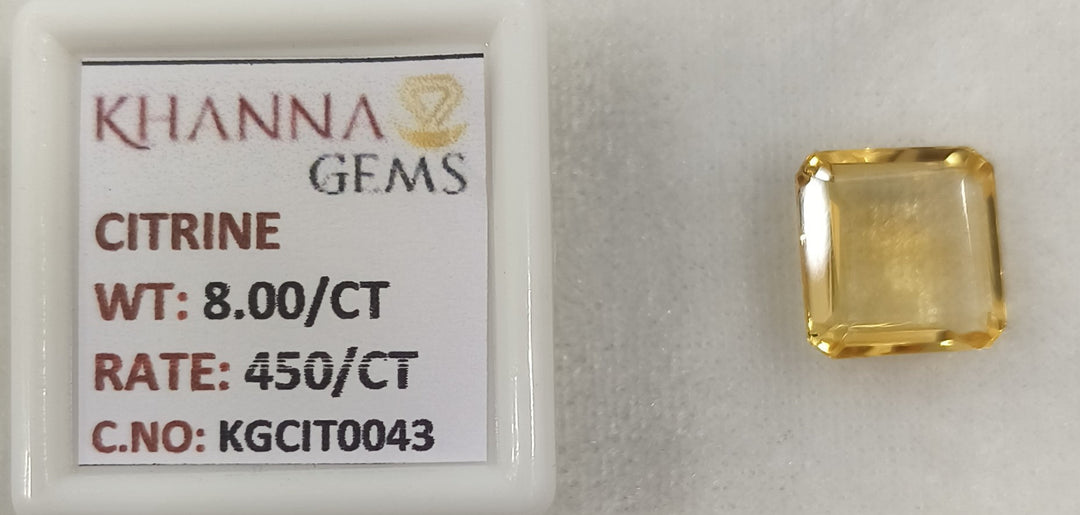 KHANNA
GEMS
CITRINE
WT: 8.00/CT
RATE: 450/CT
C.NO: KGCIT0043